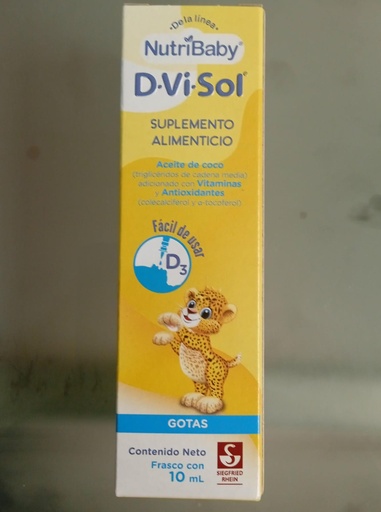 •De la línea•
NutriBaby®
D•Vi•Sol®
SUPLEMENTO
ALIMENTICIO
Aceite de coco
(triglicéridos de cadena media)
adicionado con Vitaminas
y Antioxidantes
(colecalciferol y α-tocoferol).
Fácil de usar
D3
GOTAS
Contenido Neto
Frasco con
10 mL
S
SIEGFRIED
RHEIN